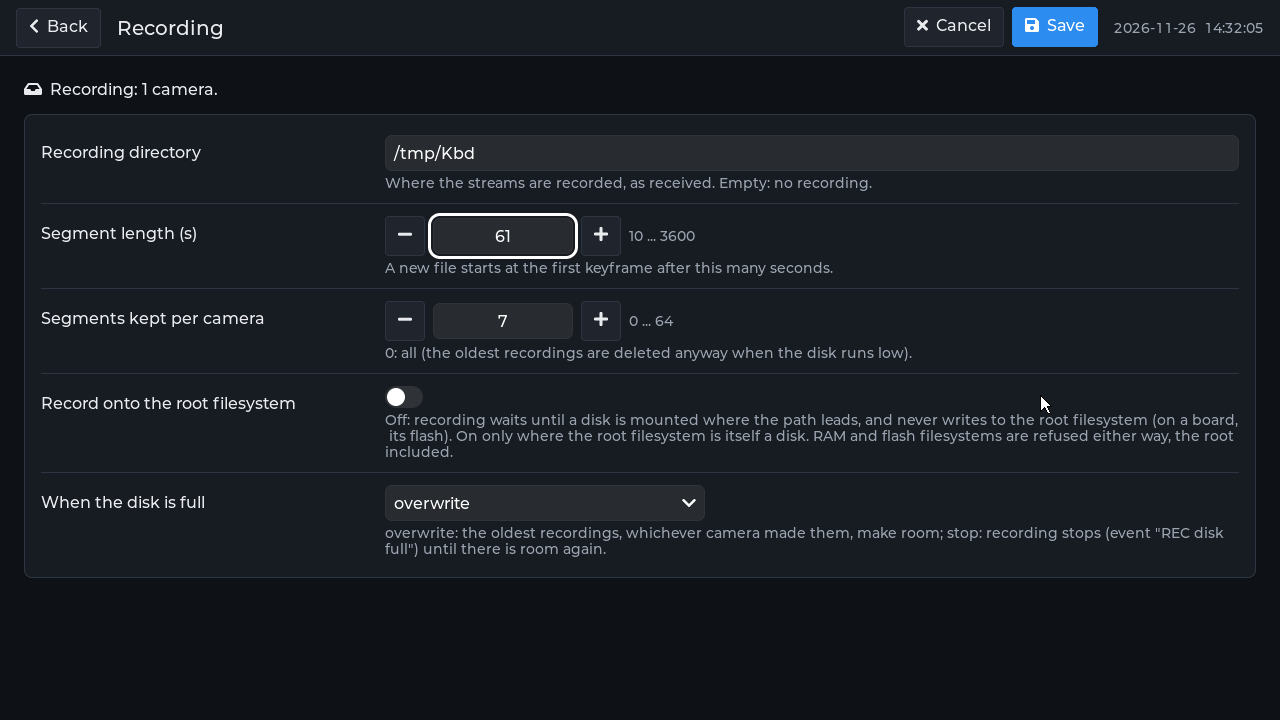 Back
Recording
Cancel
Save
2026-11-26 14:32:05
Recording: 1 camera.
Recording directory
/tmp/Kbd
Where the streams are recorded, as received. Empty: no recording.
Segment length (s)
61
10 ... 3600
A new file starts at the first keyframe after this many seconds.
Segments kept per camera
7
0 ... 64
0: all (the oldest recordings are deleted anyway when the disk runs low).
Record onto the root filesystem
Off: recording waits until a disk is mounted where the path leads, and never writes to the root filesystem (on a board,
its flash). On only where the root filesystem is itself a disk. RAM and flash filesystems are refused either way, the root
included.
When the disk is full
overwrite
overwrite: the oldest recordings, whichever camera made them, make room; stop: recording stops (event "REC disk
full") until there is room again.